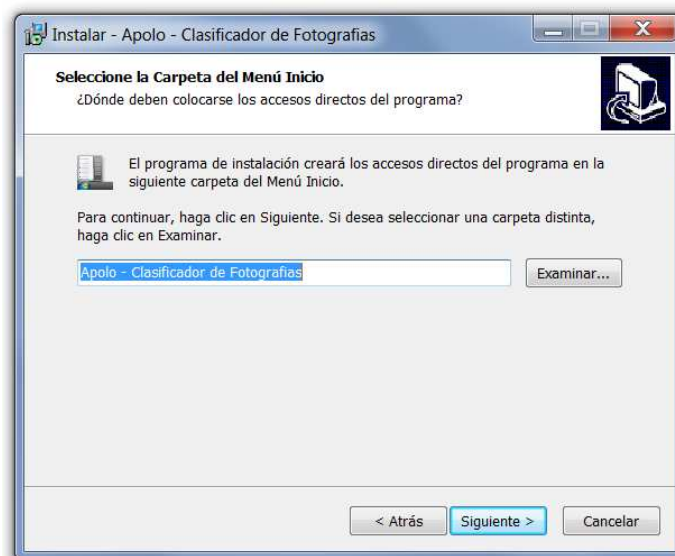 Instalar - Apolo - Clasificador de Fotografias
Seleccione la Carpeta del Menú Inicio
¿Dónde deben colocarse los accesos directos del programa?
El programa de instalación creará los accesos directos del programa en la
siguiente carpeta del Menú Inicio.
Para continuar, haga clic en Siguiente. Si desea seleccionar una carpeta distinta,
haga clic en Examinar.
Apolo - Clasificador de Fotografias
Examinar...
< Atrás
Siguiente >
Cancelar